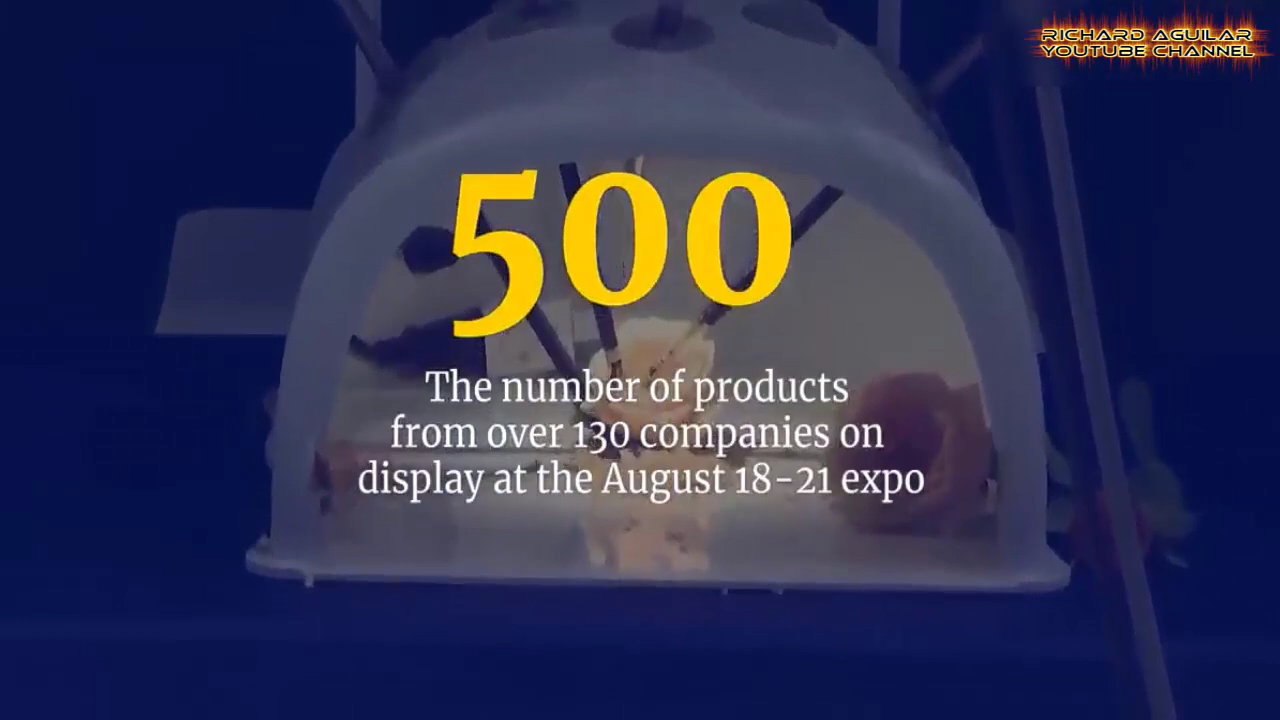 RICHARD AGUILAR
YOUTUBE CHANNEL
500
The number of products
from over 130 companies on
display at the August 18-21 expo